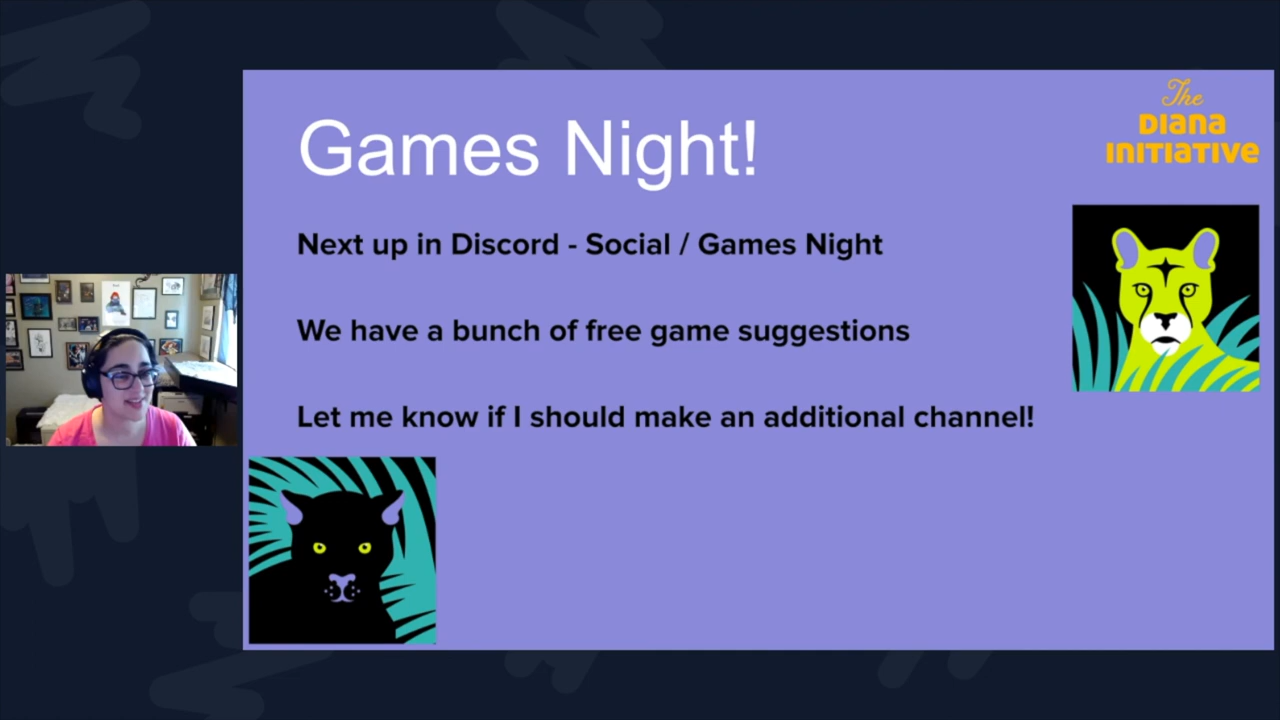 The
DIANA
INITIATIVE
Games Night!
Next up in Discord - Social / Games Night
We have a bunch of free game suggestions
Let me know if I should make an additional channel!